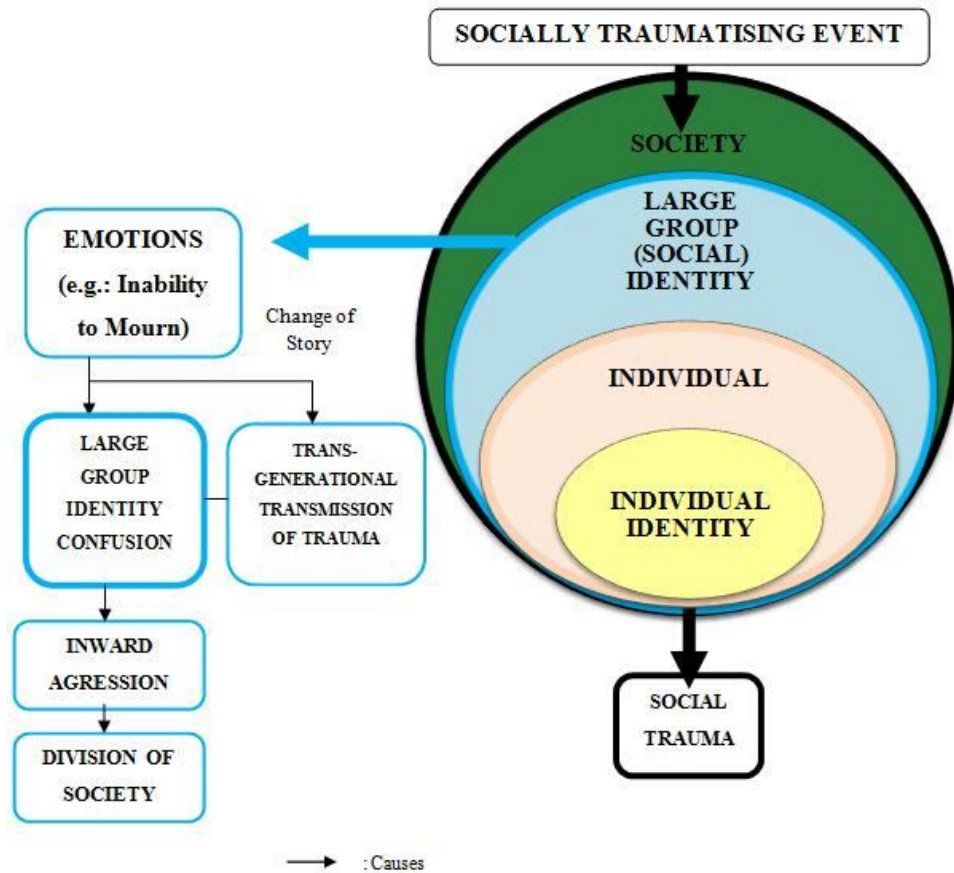 SOCIALLY TRAUMATISING EVENT
SOCIETY
LARGE
GROUP
(SOCIAL)
IDENTITY
INDIVIDUAL
INDIVIDUAL
IDENTITY
SOCIAL
TRAUMA
EMOTIONS
(e.g.: Inability
to Mourn)
Change of
Story
LARGE
GROUP
IDENTITY
CONFUSION
TRANS-
GENERATIONAL
TRANSMISSION
OF TRAUMA
INWARD
AGRESSION
DIVISION OF
SOCIETY
: Causes